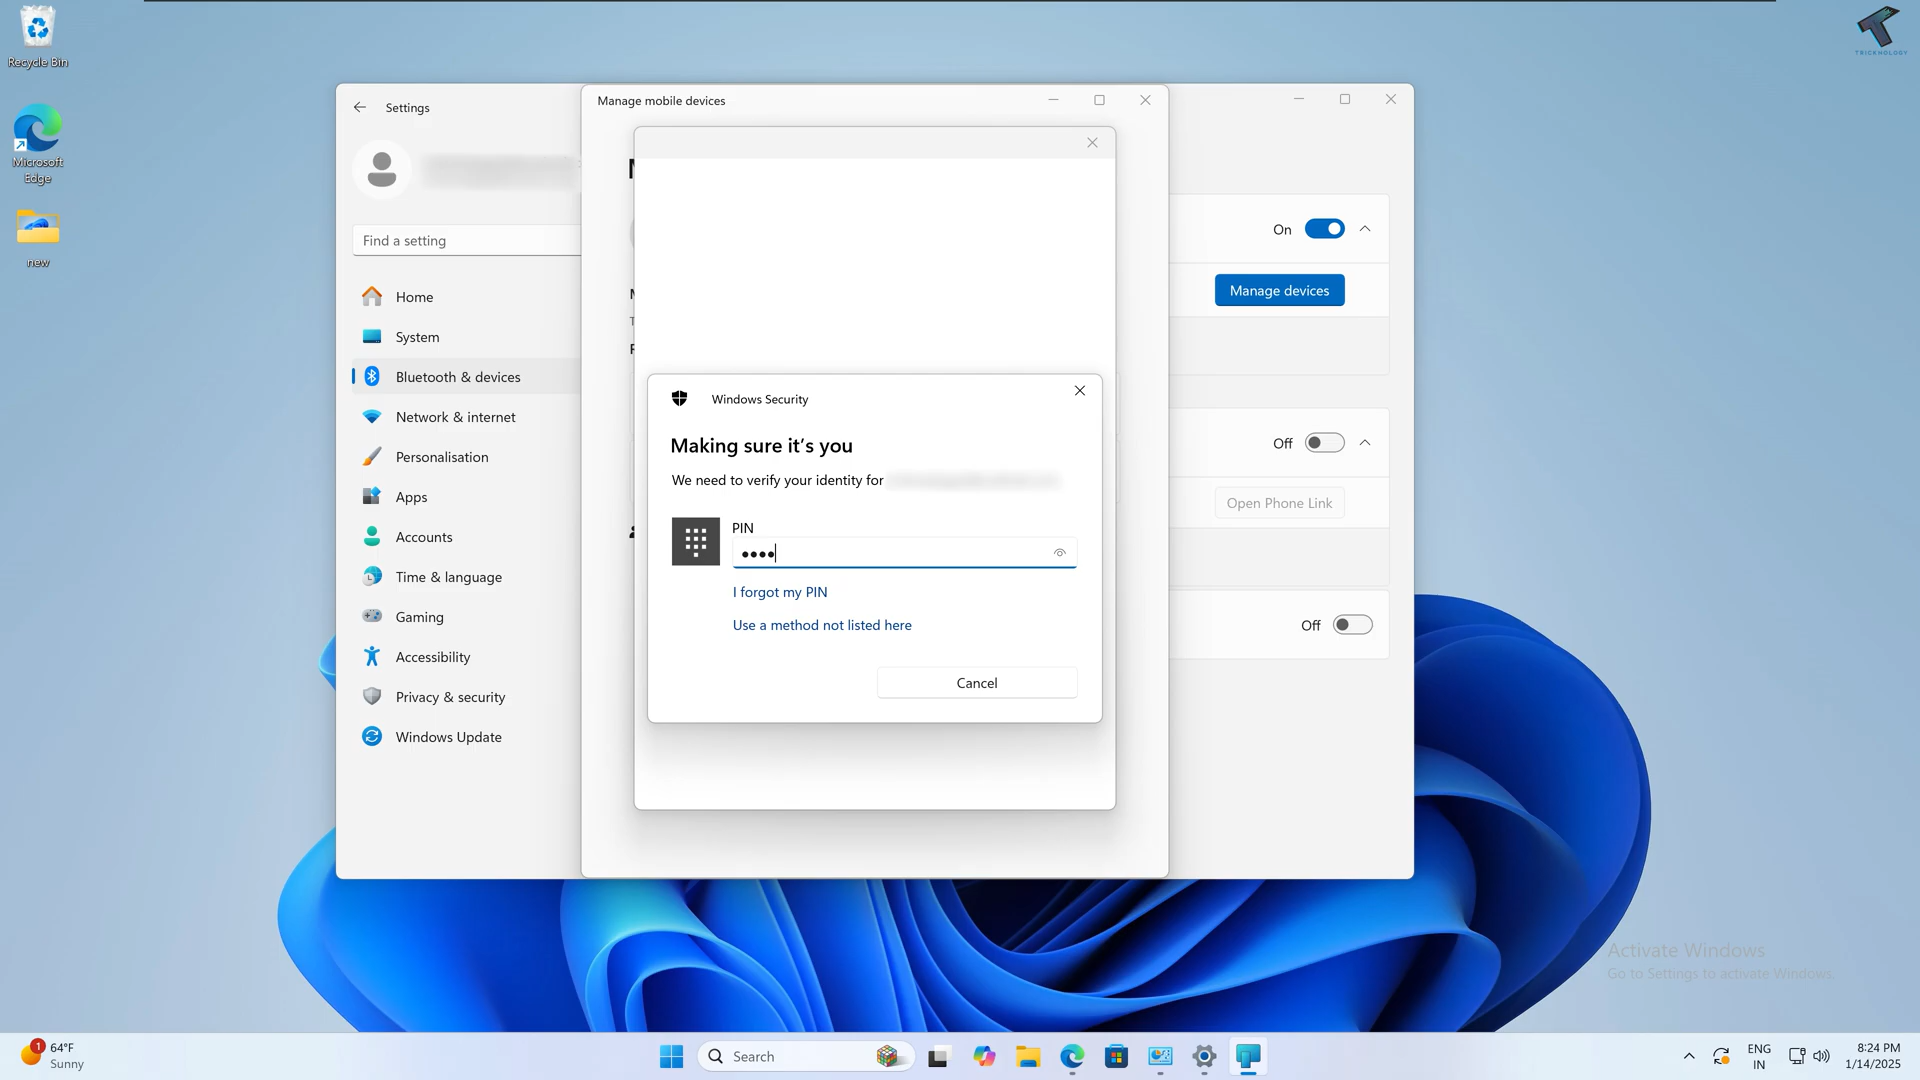 Recycle Bin
Microsoft
Edge
new
TRICKNOLOGY
Settings
Find a setting
Home
System
Bluetooth & devices
Network & internet
Personalisation
Apps
Accounts
Time & language
Gaming
Accessibility
Privacy & security
Windows Update
Manage mobile devices
Windows Security
Making sure it's you
We need to verify your identity for
PIN
I forgot my PIN
Use a method not listed here
Cancel
On
Manage devices
Off
Open Phone Link
Off
Activate Windows
Go to Settings to activate Windows.
1
64°F
Sunny
Search
ENG
IN
8:24 PM
1/14/2025